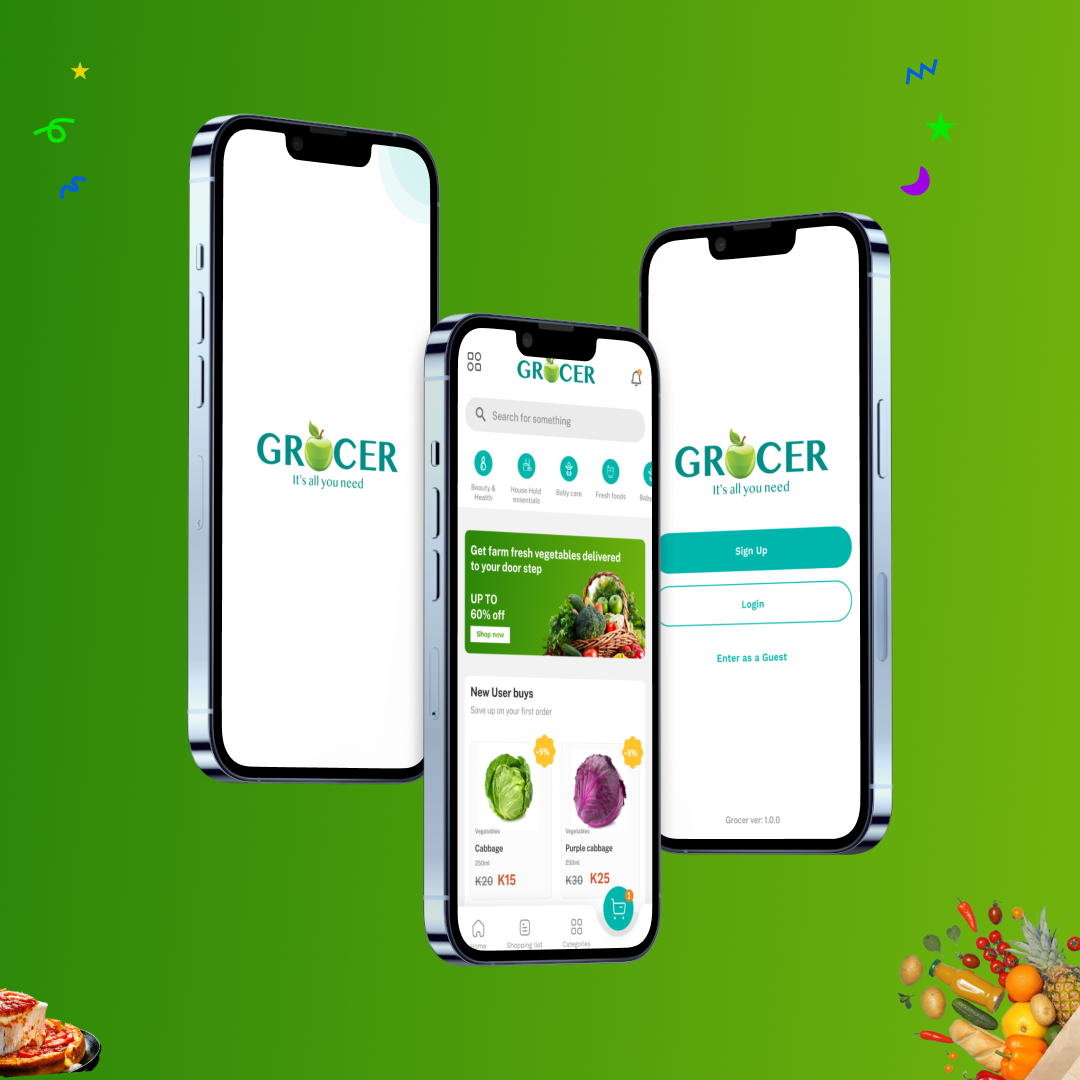 GROCER
It's all you need
GROCER
Search for something
Beauty &
Health
House Hold
essentials
Baby care
Fresh foods
Baby
Get farm fresh vegetables delivered
to your door step
UP TO
60% off
Shop now
New User buys
Save up on your first order
-5%
-5%
Vegatables
Vegetables
Cabbage
Purple cabbage
250ml
250ml
K20 K15
K30 K25
1
Home
Shopping list
Categories
GROCER
It's all you need
Sign Up
Login
Enter as a Guest
Grocer ver: 1.0.0